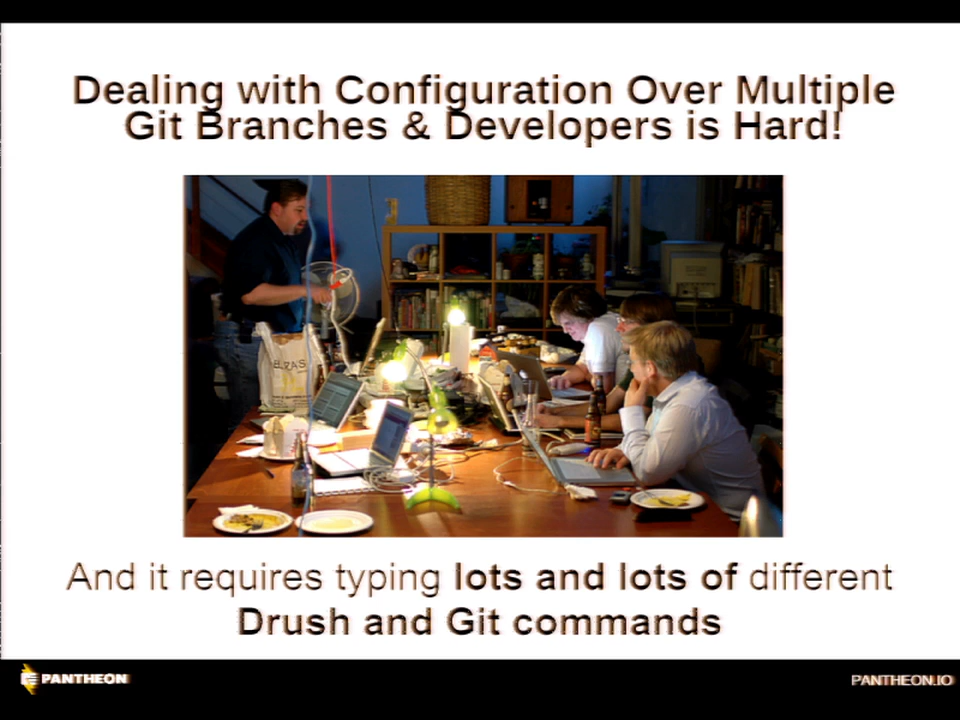 Dealing with Configuration Over Multiple
Git Branches & Developers is Hard!
And it requires typing lots and lots of different
Drush and Git commands
PANTHEON
PANTHEON.IO